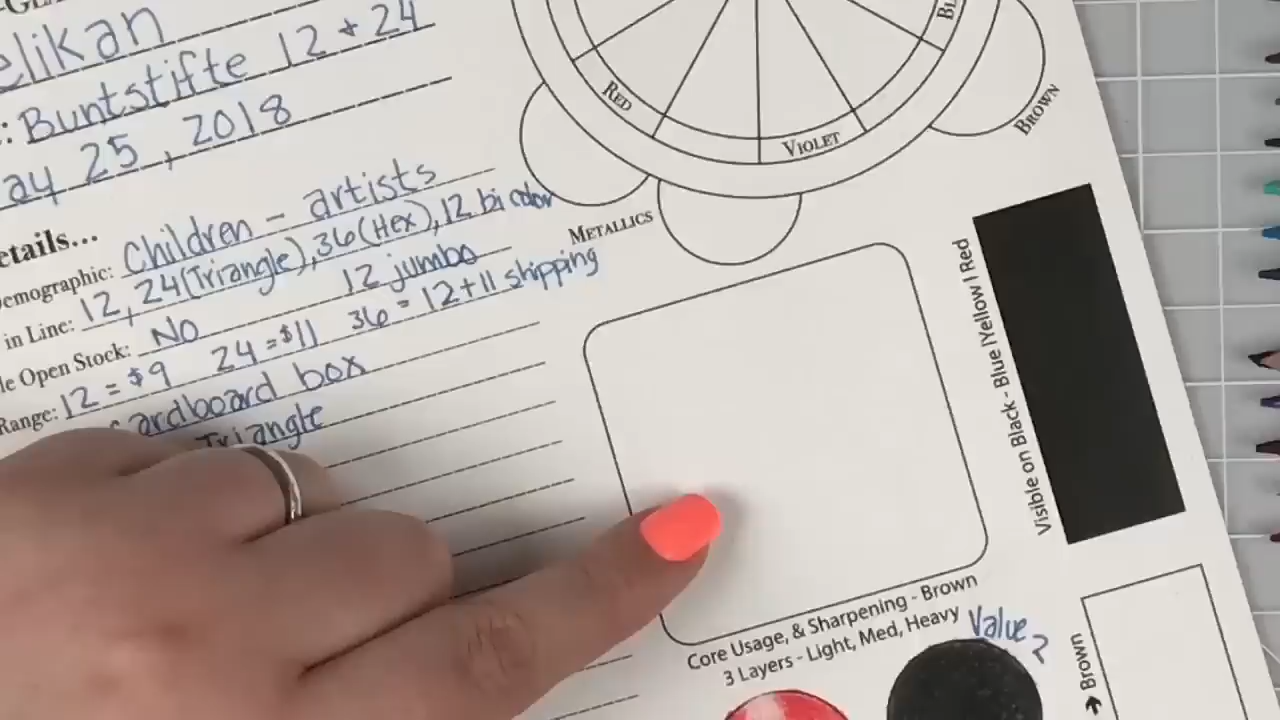 elikan
: Buntstifte 12 + 24
ay 25, 2018
etails...
Demographic: Children - artists
in Line: 12, 24(Triangle), 36(Hex), 12 bi color
12 jumbo
le Open Stock: No
Range: 12 = $9 24 = $11 36 = 12+11 shipping
ardboard box
Triangle
RED
VIOLET
BL
BROWN
METALLICS
Visible on Black - Blue |Yellow | Red
Core Usage, & Sharpening - Brown
3 Layers - Light, Med, Heavy
Value
→ Brown